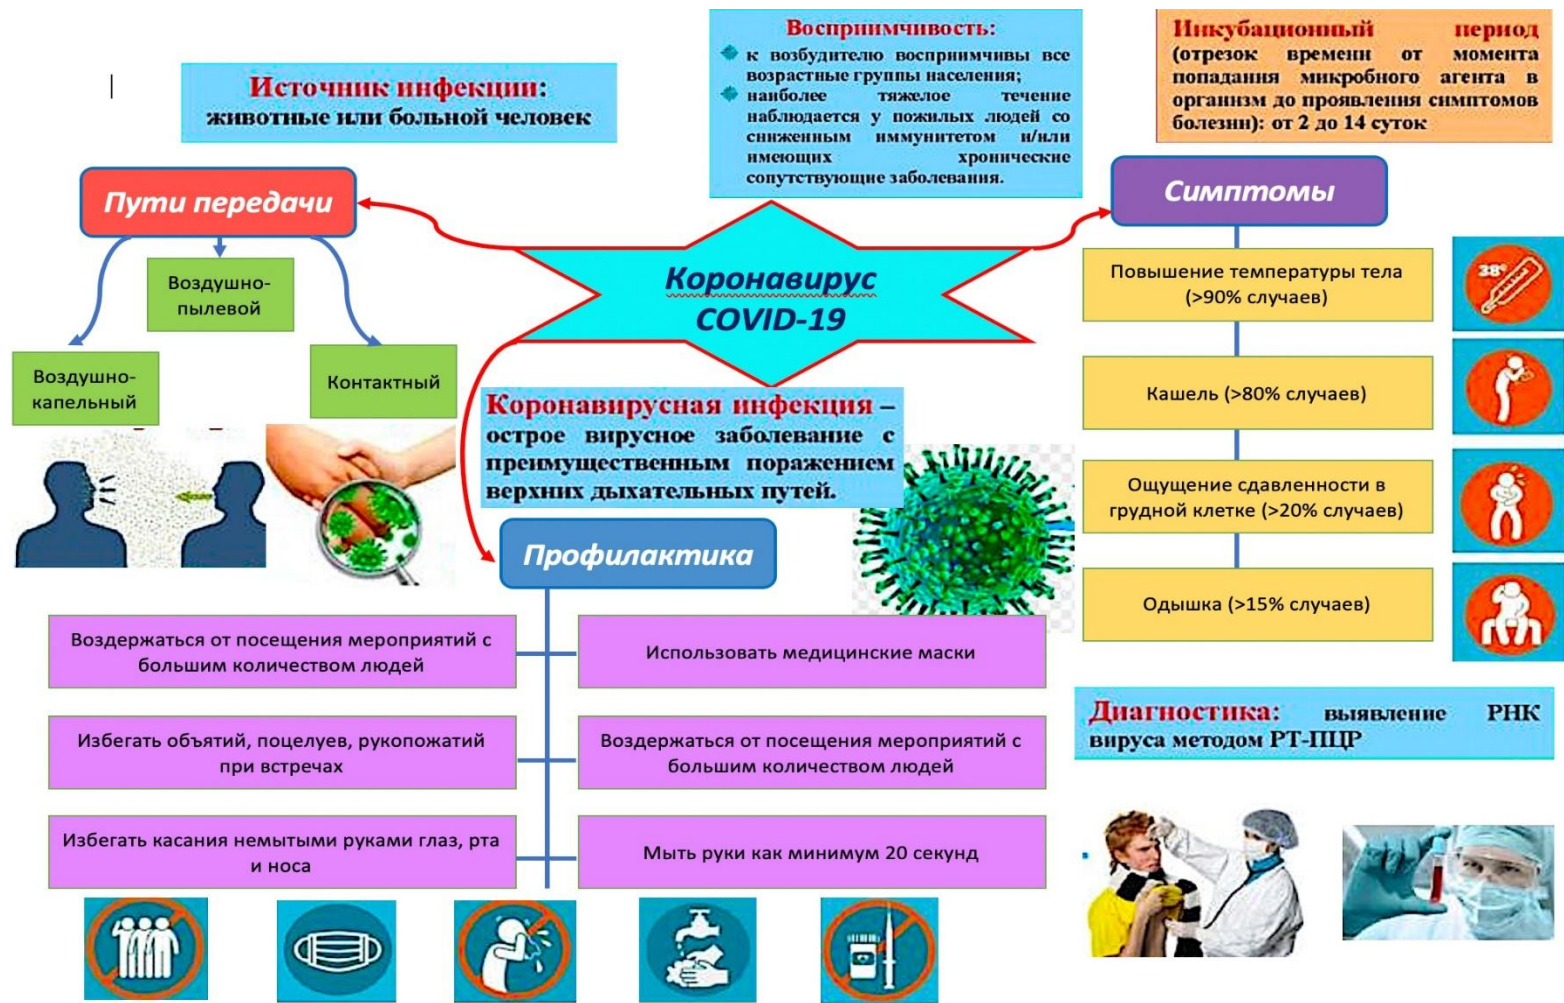 Источник инфекции:
животные или больной человек
Восприимчивость:
к возбудителю восприимчивы все
возрастные группы населения;
наиболее тяжелое течение
наблюдается у пожилых людей со
сниженным иммунитетом и/или
имеющих хронические
сопутствующие заболевания.
Инкубационный период
(отрезок времени от момента
попадания микробного агента в
организм до проявления симптомов
болезни): от 2 до 14 суток
Пути передачи
Воздушно-
пылевой
Воздушно-
капельный
Контактный
Коронавирус
COVID-19
Симптомы
Повышение температуры тела
(>90% случаев)
38°
Кашель (>80% случаев)
Ощущение сдавленности в
грудной клетке (>20% случаев)
Одышка (>15% случаев)
Коронавирусная инфекция –
острое вирусное заболевание с
преимущественным поражением
верхних дыхательных путей.
Профилактика
Воздержаться от посещения мероприятий с
большим количеством людей
Использовать медицинские маски
Избегать объятий, поцелуев, рукопожатий
при встречах
Воздержаться от посещения мероприятий с
большим количеством людей
Избегать касания немытыми руками глаз, рта
и носа
Мыть руки как минимум 20 секунд
Диагностика: выявление РНК
вируса методом РТ-ПЦР